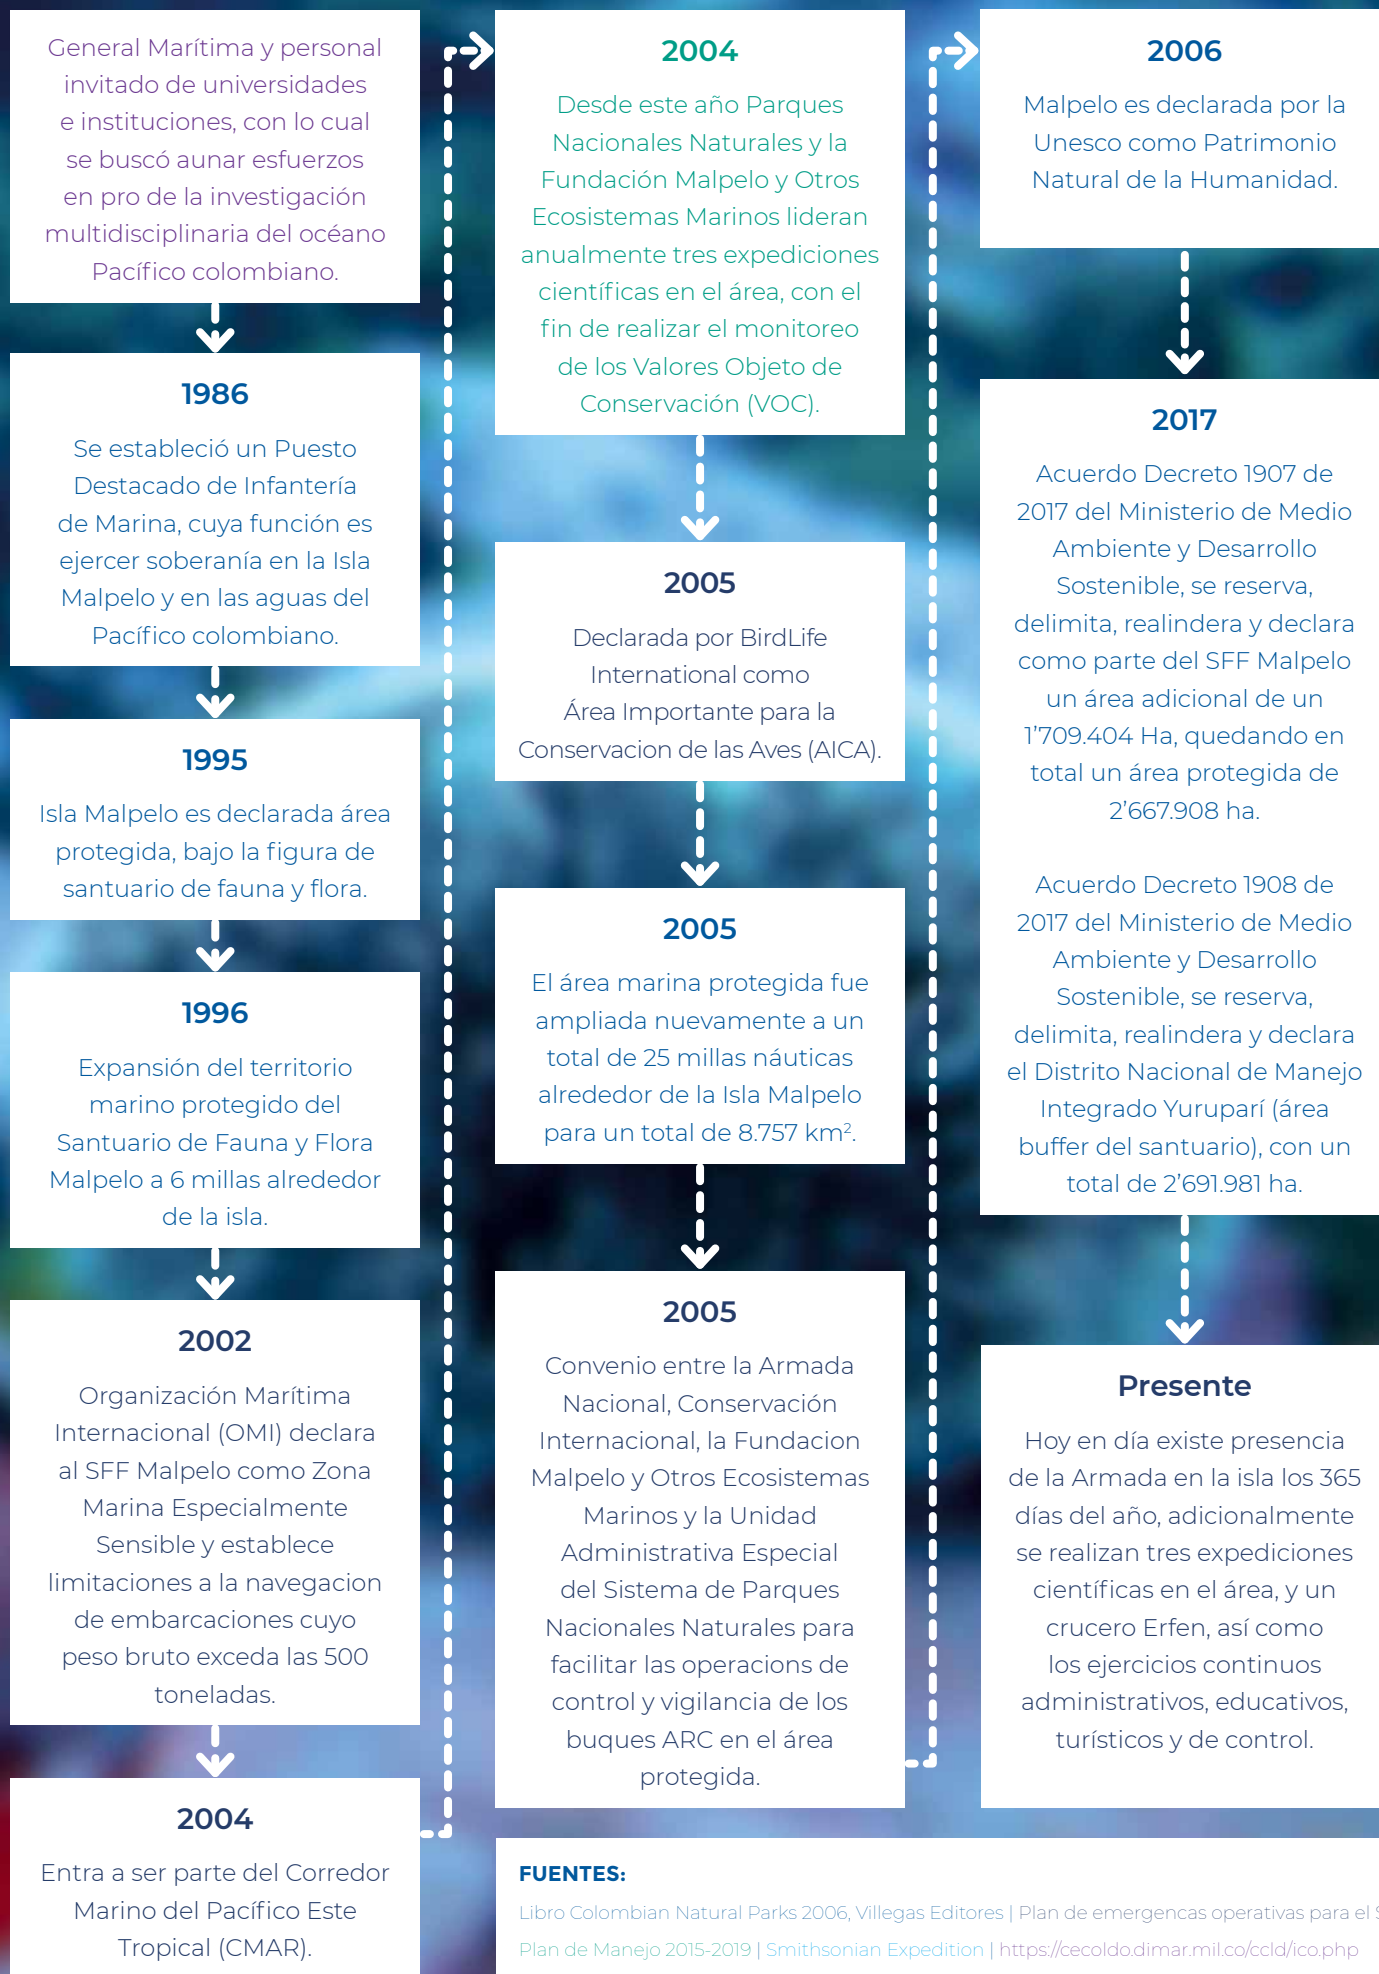 General Marítima y personal
invitado de universidades
e instituciones, con lo cual
se buscó aunar esfuerzos
en pro de la investigación
multidisciplinaria del océano
Pacífico colombiano.
1986
Se estableció un Puesto
Destacado de Infantería
de Marina, cuya función es
ejercer soberanía en la Isla
Malpelo y en las aguas del
Pacífico colombiano.
1995
Isla Malpelo es declarada área
protegida, bajo la figura de
santuario de fauna y flora.
1996
Expansión del territorio
marino protegido del
Santuario de Fauna y Flora
Malpelo a 6 millas alrededor
de la isla.
2002
Organización Marítima
Internacional (OMI) declara
al SFF Malpelo como Zona
Marina Especialmente
Sensible y establece
limitaciones a la navegacion
de embarcaciones cuyo
peso bruto exceda las 500
toneladas.
2004
Entra a ser parte del Corredor
Marino del Pacífico Este
Tropical (CMAR).
2004
Desde este año Parques
Nacionales Naturales y la
Fundación Malpelo y Otros
Ecosistemas Marinos lideran
anualmente tres expediciones
científicas en el área, con el
fin de realizar el monitoreo
de los Valores Objeto de
Conservación (VOC).
2005
Declarada por BirdLife
International como
Área Importante para la
Conservacion de las Aves (AICA).
2005
El área marina protegida fue
ampliada nuevamente a un
total de 25 millas náuticas
alrededor de la Isla Malpelo
para un total de 8.757 km².
2005
Convenio entre la Armada
Nacional, Conservación
Internacional, la Fundacion
Malpelo y Otros Ecosistemas
Marinos y la Unidad
Administrativa Especial
del Sistema de Parques
Nacionales Naturales para
facilitar las operacions de
control y vigilancia de los
buques ARC en el área
protegida.
2006
Malpelo es declarada por la
Unesco como Patrimonio
Natural de la Humanidad.
2017
Acuerdo Decreto 1907 de
2017 del Ministerio de Medio
Ambiente y Desarrollo
Sostenible, se reserva,
delimita, realindera y declara
como parte del SFF Malpelo
un área adicional de un
1'709.404 Ha, quedando en
total un área protegida de
2'667.908 ha.
Acuerdo Decreto 1908 de
2017 del Ministerio de Medio
Ambiente y Desarrollo
Sostenible, se reserva,
delimita, realindera y declara
el Distrito Nacional de Manejo
Integrado Yuruparí (área
buffer del santuario), con un
total de 2'691.981 ha.
Presente
Hoy en día existe presencia
de la Armada en la isla los 365
días del año, adicionalmente
se realizan tres expediciones
científicas en el área, y un
crucero Erfen, así como
los ejercicios continuos
administrativos, educativos,
turísticos y de control.
FUENTES:
Libro Colombian Natural Parks 2006, Villegas Editores | Plan de emergencas operativas para el S
Plan de Manejo 2015-2019 | Smithsonian Expedition | https://cecoldo.dimar.mil.co/ccld/ico.php